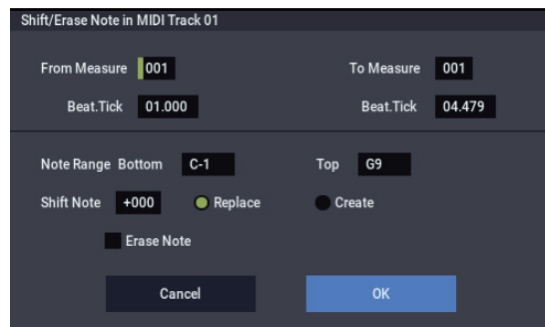 Shift/Erase Note in MIDI Track 01
From Measure 001 To Measure 001
Beat.Tick 01.000 Beat.Tick 04.479
Note Range Bottom C-1 Top G9
Shift Note +000 Replace Create
Erase Note
Cancel OK